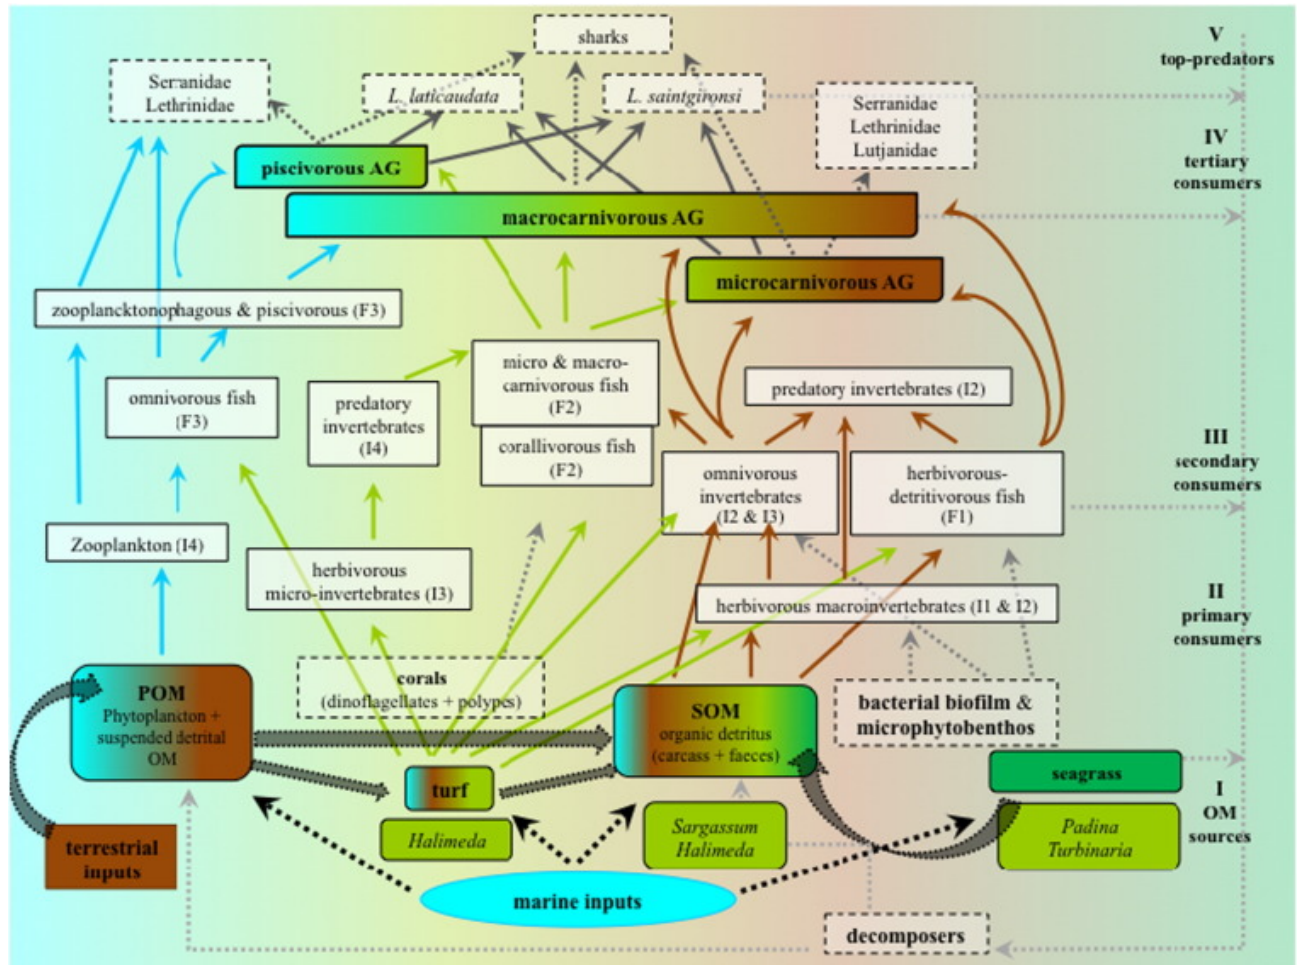 sharks
V
top-predators
Serranidae
Lethrinidae
L. laticaudata
L. saintgironsi
Serranidae
Lethrinidae
Lutjanidae
IV
tertiary
consumers
piscivorous AG
macrocarnivorous AG
microcarnivorous AG
zooplancktonophagous & piscivorous (F3)
omnivorous fish
(F3)
predatory
invertebrates
(I4)
micro & macro-
carnivorous fish
(F2)
corallivorous fish
(F2)
predatory invertebrates (I2)
omnivorous
invertebrates
(I2 & I3)
herbivorous-
detritivorous fish
(F1)
III
secondary
consumers
Zooplankton (I4)
herbivorous
micro-invertebrates (I3)
herbivorous macroinvertebrates (I1 & I2)
II
primary
consumers
corals
(dinoflagellates + polypes)
POM
Phytoplankton +
suspended detrital
OM
SOM
organic detritus
(carcass + faeces)
bacterial biofilm &
microphytobenthos
turf
Halimeda
Sargassum
Halimeda
seagrass
Padina
Turbinaria
I
OM
sources
terrestrial
inputs
marine inputs
decomposers